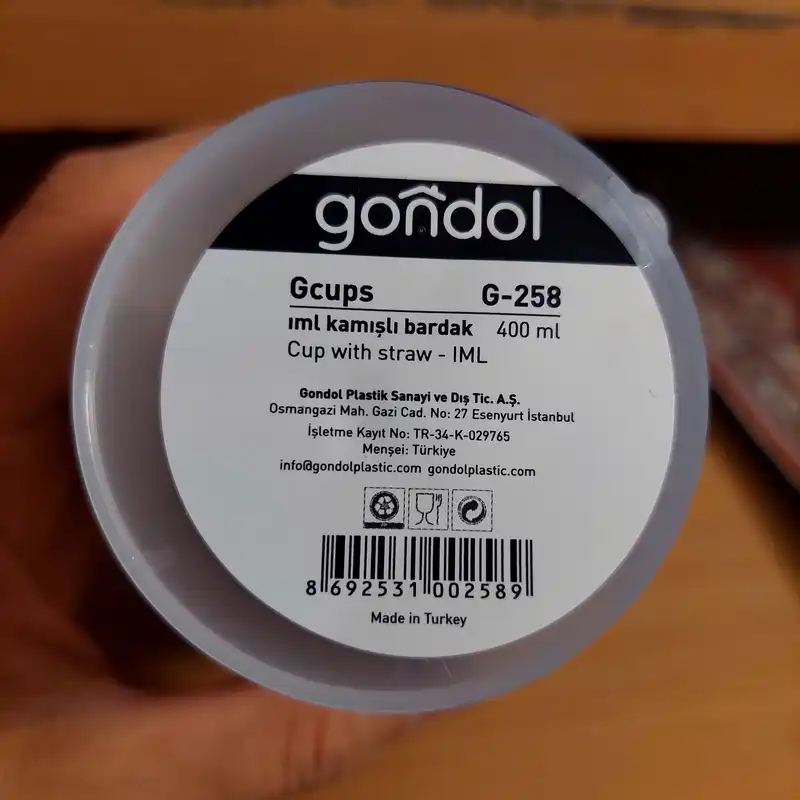 gondol
Gcups G-258
ıml kamışlı bardak 400 ml
Cup with straw - IML
Gondol Plastik Sanayi ve Dış Tic. A.Ş.
Osmangazi Mah. Gazi Cad. No: 27 Esenyurt İstanbul
İşletme Kayıt No: TR-34-K-029765
Menşei: Türkiye
info@gondolplastic.com gondolplastic.com
8 692531 002589
Made in Turkey